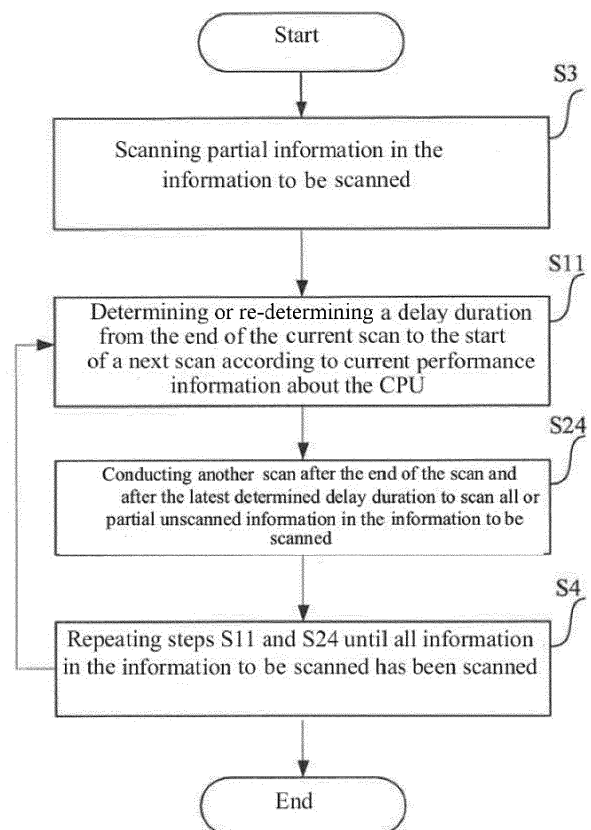 Start
S3
Scanning partial information in the
information to be scanned
S11
Determining or re-determining a delay duration
from the end of the current scan to the start
of a next scan according to current performance
information about the CPU
S24
Conducting another scan after the end of the scan and
after the latest determined delay duration to scan all or
partial unscanned information in the information to be
scanned
S4
Repeating steps S11 and S24 until all information
in the information to be scanned has been scanned
End